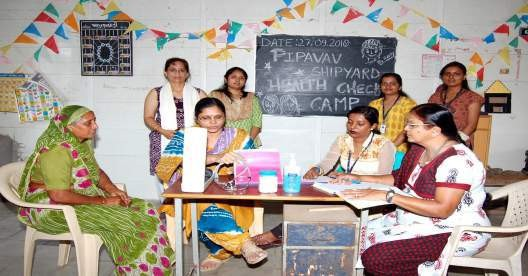 DATE:27/09.2010
PIPAVAV
SHIPYARD
HEALTH CHECK
CAMP